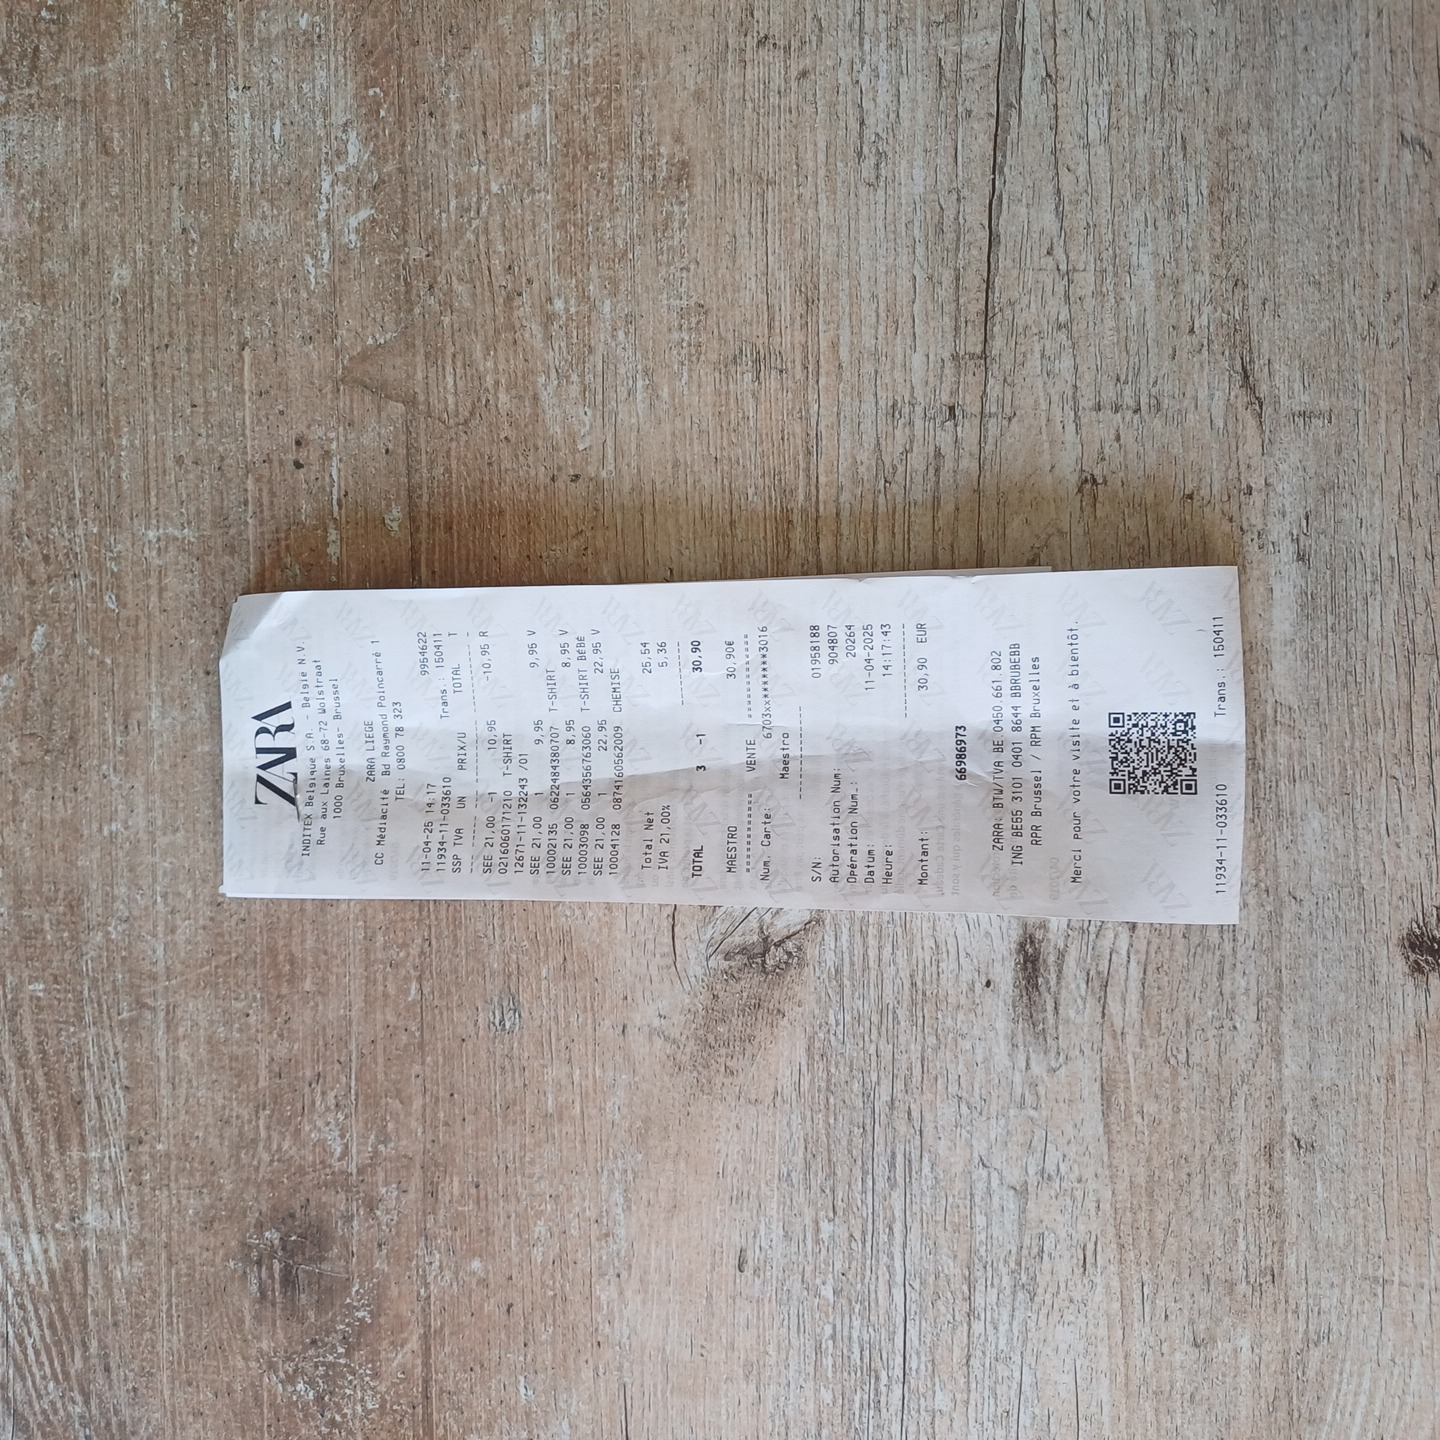 ZARA
INDITEX Belgique S.A. - Belgie N.V.
Rue aux Laines 68-72 Wolstraat
1000 Bruxelles- Brussel
ZARA LIEGE
CC Médiacité Bd Raymond Poincarré 1
TEL: 0800 78 323
11-04-25 14:17 9954622
11934-11-033610 Trans.: 150411
SSP TVA UN PRIX/U TOTAL T
SEE 21,00 -1 10,95 -10,95 R
02160601712 10 T-SHIRT
12671-11-132243 /01
SEE 21,00 1 9,95 9,95 V
10002135 0622484380707 T-SHIRT
SEE 21,00 1 8,95 8,95 V
10003098 0564356763060 T-SHIRT BéBé
SEE 21,00 1 22,95 22,95 V
10004128 0874160562009 CHEMISE
Total Net 25,54
IVA 21,00% 5,36
TOTAL 3 -1 30,90
MAESTRO 30,90€
========== VENTE ==========
Num. Carte: 6703xx*********3016
Maestro
S/N: 01958188
Autorisation Num: 904807
Opération Num.: 20264
Datum: 11-04-2025
Heure: 14:17:43
Montant: 30,90 EUR
66986973
ZARA: BTW/TVA BE 0450.661.802
ING BE55 3101 0401 8644 BBRUBEBB
RPR Brussel / RPM Bruxelles
Merci pour votre visite et à bientôt.
11934-11-033610 Trans.: 150411